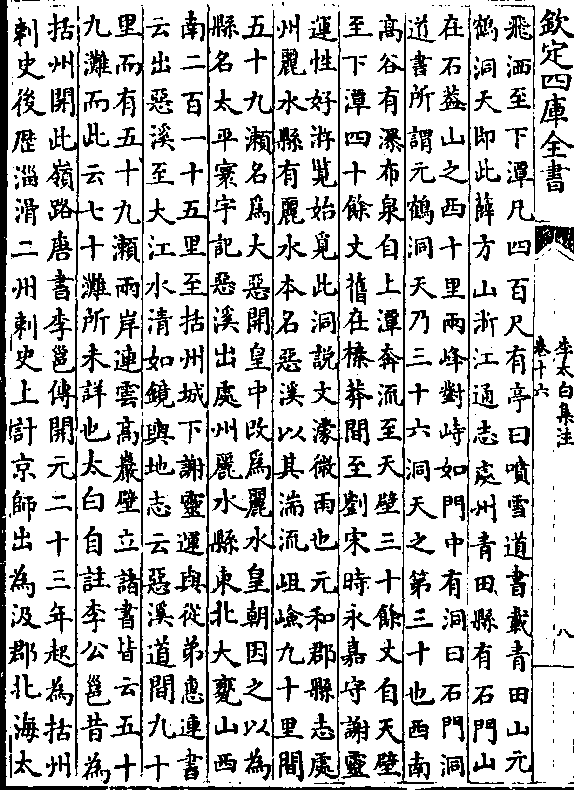 欽定四庫全書
李太白集注
卷十六
八
飛洒至下潭凡四百尺有亭曰噴雪道書載青田山元
鶴洞天即此薛方山浙江通志處州青田縣有石門山
在石蓋山之西十里兩峰對峙如門中有洞曰石門洞
道書所謂元鶴洞天乃三十六洞天之第三十也西南
高谷有瀑布泉自上潭奔流至天壁三十餘丈自天壁
至下潭四十餘丈舊在榛莽間至劉宋時永嘉守謝靈
運性好游覽始覓此洞說文濛微雨也元和郡縣志處
州麗水縣有麗水本名惡溪以其湍流岨嶮九十里間
五十九瀨名為大惡開皇中改為麗水皇朝因之以為
縣名太平寰宇記惡溪出處州麗水縣東北大甕山西
南二百一十五里至括州城下謝靈運與從弟惠連書
云出惡溪至大江水清如鏡輿地志云惡溪道間九十
里而有五十九瀨兩岸連雲高巖壁立諸書皆云五十
九灘而此云七十灘所未詳也太白自註李公邕昔為
括州開此嶺路唐書李邕傳開元二十三年起為括州
刺史後歷淄滑二州刺史上計京師出為汲郡北海太